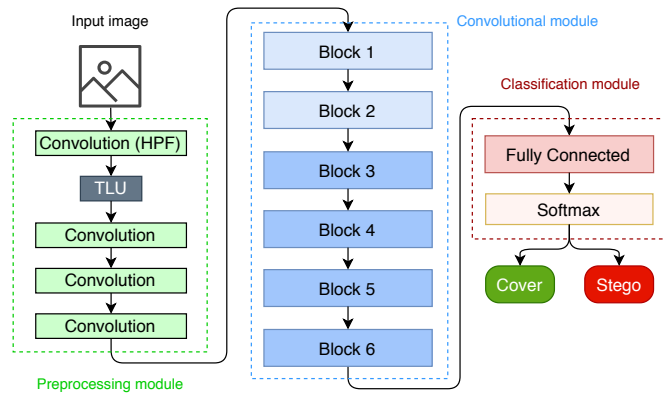 Input image
Convolution (HPF)
TLU
Convolution
Convolution
Convolution
Preprocessing module
Convolutional module
Block 1
Block 2
Block 3
Block 4
Block 5
Block 6
Classification module
Fully Connected
Softmax
Cover
Stego